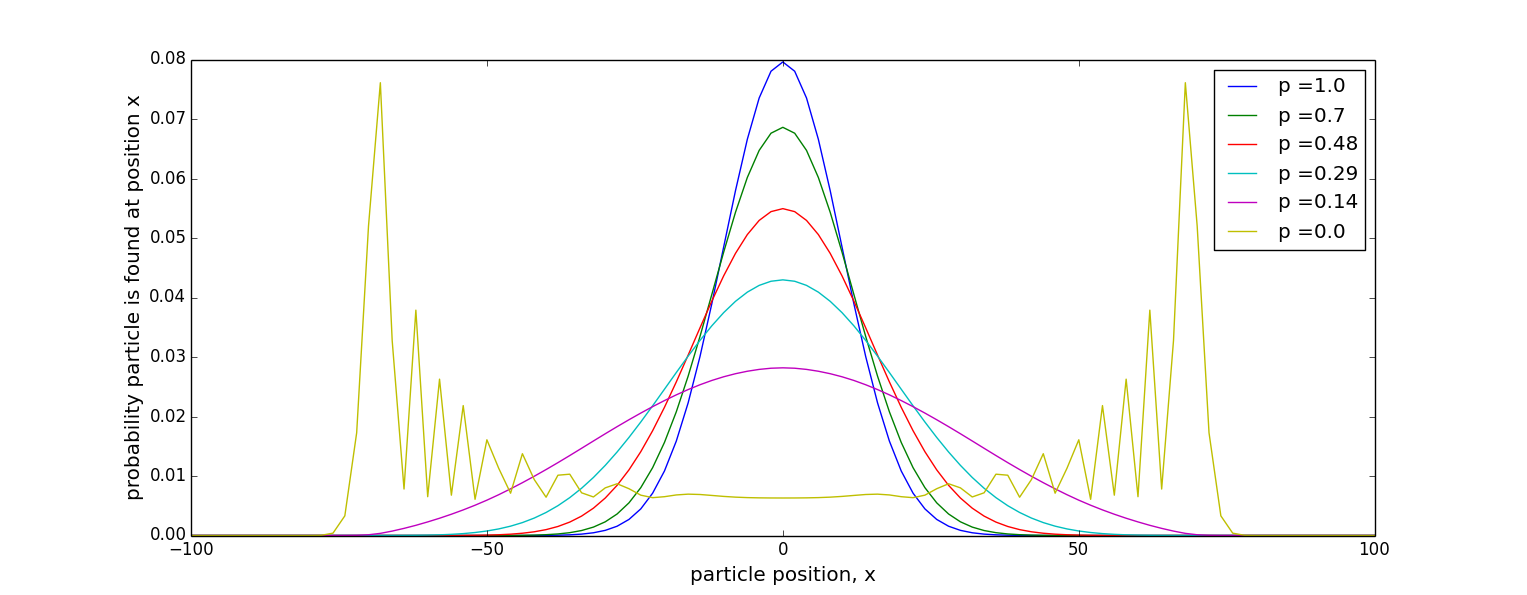 0.08
0.07
0.06
0.05
0.04
0.03
0.02
0.01
0.00
probability particle is found at position x
−100
−50
0
50
100
particle position, x
p =1.0
p =0.7
p =0.48
p =0.29
p =0.14
p =0.0